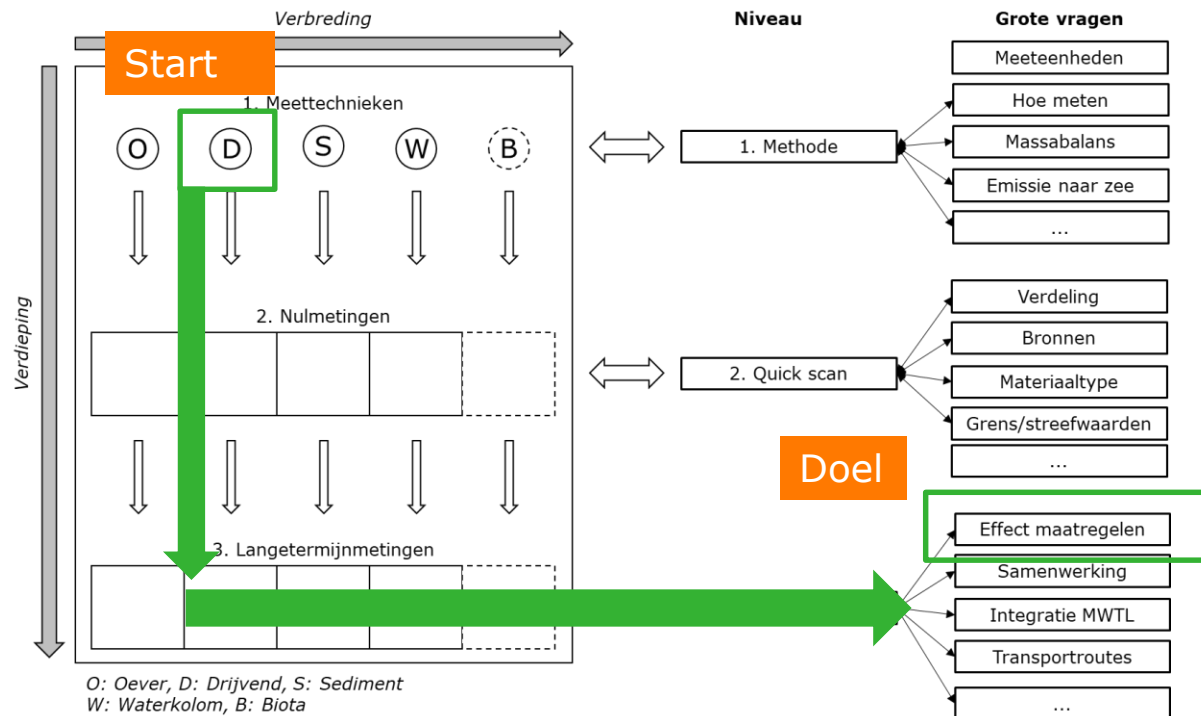 Verbreding
Niveau
Grote vragen
Start
Verdieping
1. Meettechnieken
O
D
S
W
B
2. Nulmetingen
3. Langetermijnmetingen
O: Oever, D: Drijvend, S: Sediment
W: Waterkolom, B: Biota
1. Methode
Meeteenheden
Hoe meten
Massabalans
Emissie naar zee
...
2. Quick scan
Verdeling
Bronnen
Materiaaltype
Grens/streefwaarden
...
Doel
Effect maatregelen
Samenwerking
Integratie MWTL
Transportroutes
...